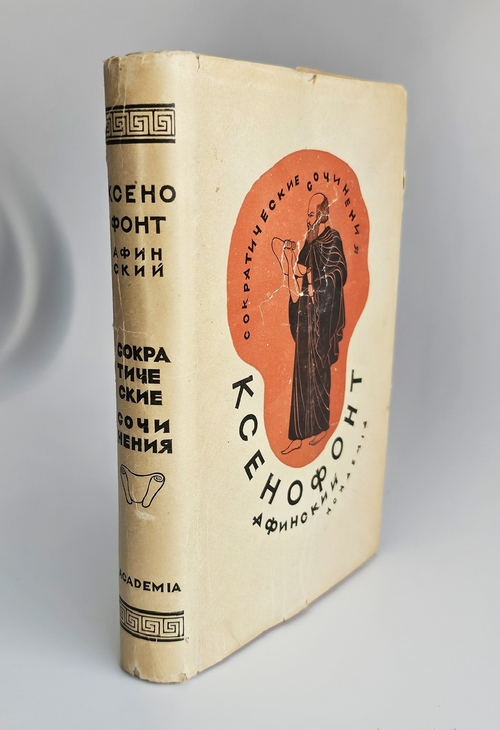 КСЕНО
ФОНТ
АФИН
СКИЙ
СОКРА
ТИЧЕ
СКИЕ
СОЧИ
НЕНИЯ
ACADEMIA
СОКРАТИЧЕСКИЕ СОЧИНЕНИЯ
КСЕНОФОНТ
АФИНСКИЙ